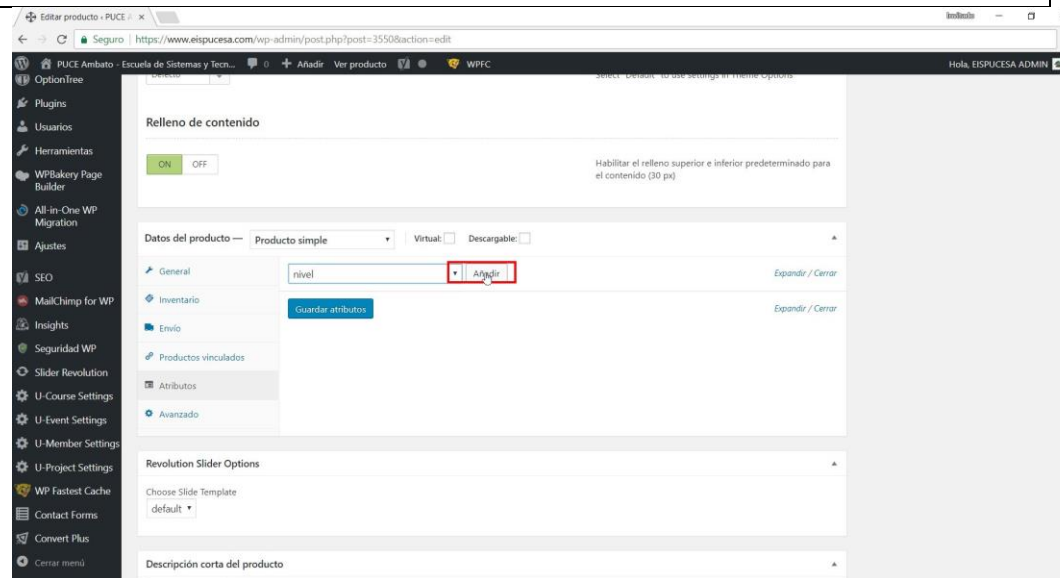 Editar producto ‹ PUCE A
Invitado
Seguro | https://www.eispucesa.com/wp-admin/post.php?post=3550&action=edit
PUCE Ambato - Escuela de Sistemas y Tecn... 0 + Añadir Ver producto WPFC Hola, EISPUCESA ADMIN
OptionTree
Plugins
Usuarios
Herramientas
WPBakery Page
Builder
All-in-One WP
Migration
Ajustes
SEO
MailChimp for WP
Insights
Seguridad WP
Slider Revolution
U-Course Settings
U-Event Settings
U-Member Settings
U-Project Settings
WP Fastest Cache
Contact Forms
Convert Plus
Cerrar menú
Defecto
Select "Default" to use settings in Theme Options
Relleno de contenido
ON OFF
Habilitar el relleno superior e inferior predeterminado para
el contenido (30 px)
Datos del producto — Producto simple Virtual: Descargable:
General
Inventario
Envío
Productos vinculados
Atributos
Avanzado
nivel Añadir Expandir / Cerrar
Guardar atributos Expandir / Cerrar
Revolution Slider Options
Choose Slide Template
default
Descripción corta del producto